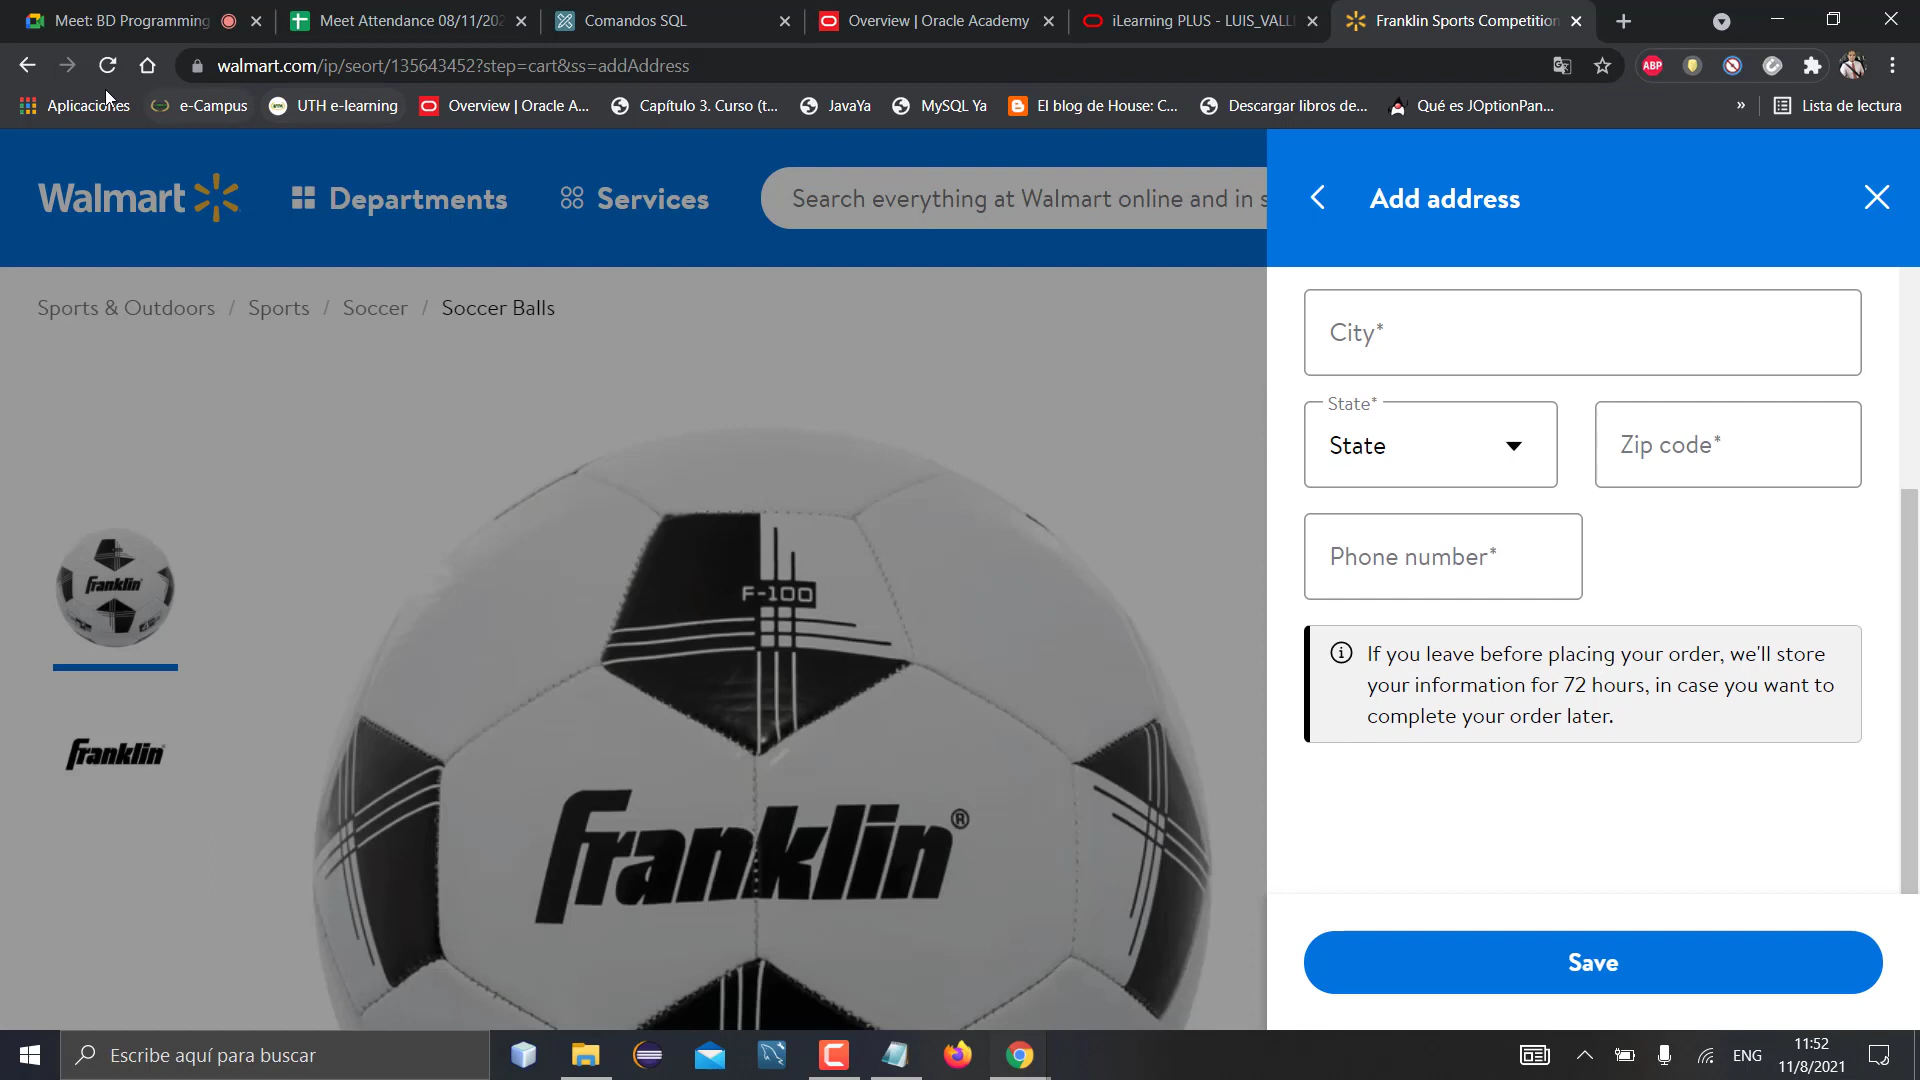 Meet: BD Programming
Meet Attendance 08/11/202
Comandos SQL
Overview | Oracle Academy
iLearning PLUS - LUIS_VALL
Franklin Sports Competition
walmart.com/ip/seort/135643452?step=cart&ss=addAddress
ABP
Aplicaciones
e-Campus
UTH e-learning
Overview | Oracle A...
Capítulo 3. Curso (t...
JavaYa
MySQL Ya
El blog de House: C...
Descargar libros de...
Qué es JOptionPan...
»
Lista de lectura
Walmart
Departments
Services
Search everything at Walmart online and in s
Add address
Sports & Outdoors / Sports / Soccer / Soccer Balls
City*
State*
State
Zip code*
Phone number*
If you leave before placing your order, we'll store
your information for 72 hours, in case you want to
complete your order later.
Save
Franklin
Franklin
F-100
Franklin®
Escribe aquí para buscar
ENG
11:52
11/8/2021